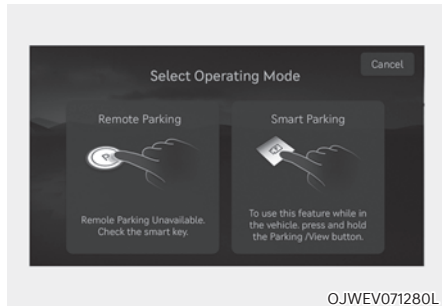 Cancel
Select Operating Mode
Remote Parking
Smart Parking
P
Remole Parking Unavailable.
Check the smart key.
To use this feature while in
the vehicle. press and hold
the Parking /View button.
OJWEV071280L